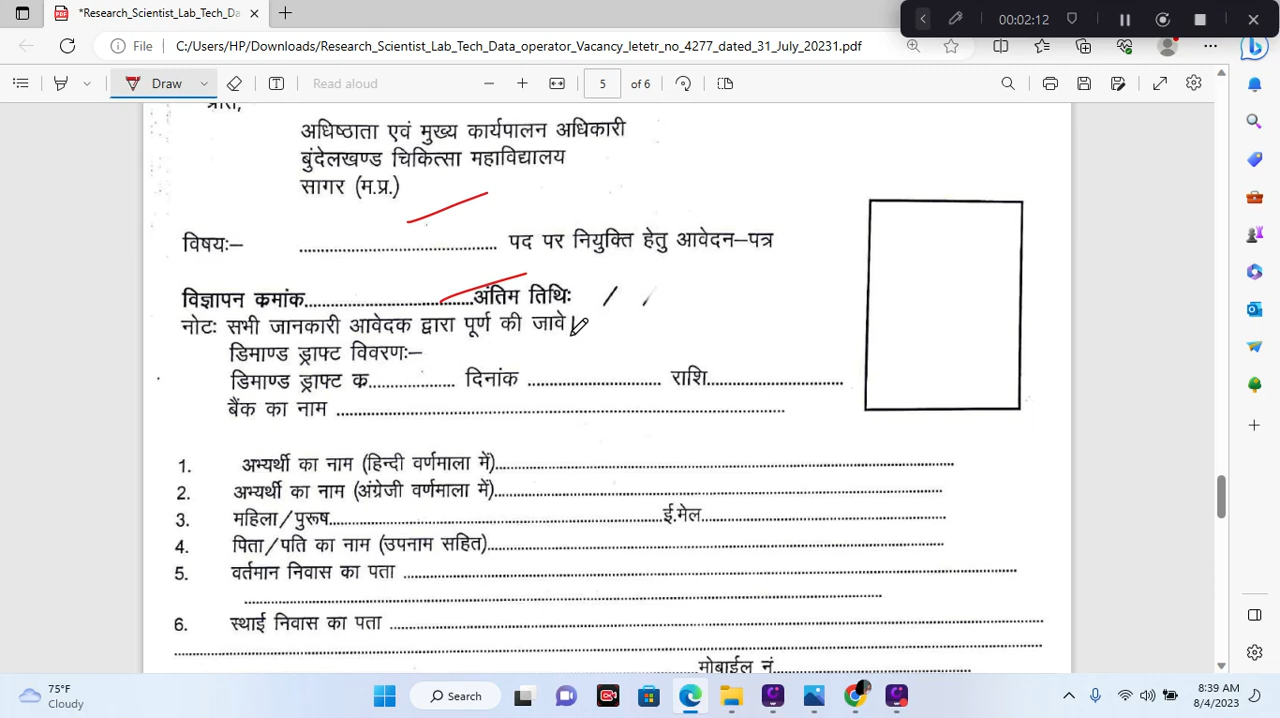 *Research_Scientist_Lab_Tech_Da
00:02:12
File C:/Users/HP/Downloads/Research_Scientist_Lab_Tech_Data_operator_Vacancy_letetr_no_4277_dated_31_July_20231.pdf
Draw Read aloud 5 of 6
प्रति,
अधिष्ठाता एवं मुख्य कार्यपालन अधिकारी
बुंदेलखण्ड चिकित्सा महाविद्यालय
सागर (म.प्र.)
विषयः– ........................................ पद पर नियुक्ति हेतु आवेदन–पत्र
विज्ञापन कमांक..................................अंतिम तिथिः / /
नोटः सभी जानकारी आवेदक द्वारा पूर्ण की जावे।
डिमाण्ड ड्राफ्ट विवरणः–
डिमाण्ड ड्राफ्ट क.................. दिनांक ............................ राशि............................
बैंक का नाम ..........................................................................................
1. अभ्यर्थी का नाम (हिन्दी वर्णमाला में)..........................................................................................
2. अभ्यर्थी का नाम (अंग्रेजी वर्णमाला में)..........................................................................................
3. महिला/पुरूष..................................................................ई.मेल..................................................
4. पिता/पति का नाम (उपनाम सहित)..........................................................................................
5. वर्तमान निवास का पता ..........................................................................................
..........................................................................................
6. स्थाई निवास का पता ..........................................................................................
..........................................................................................मोबाईल नं........................................
75°F
Cloudy
Search
8:39 AM
8/4/2023